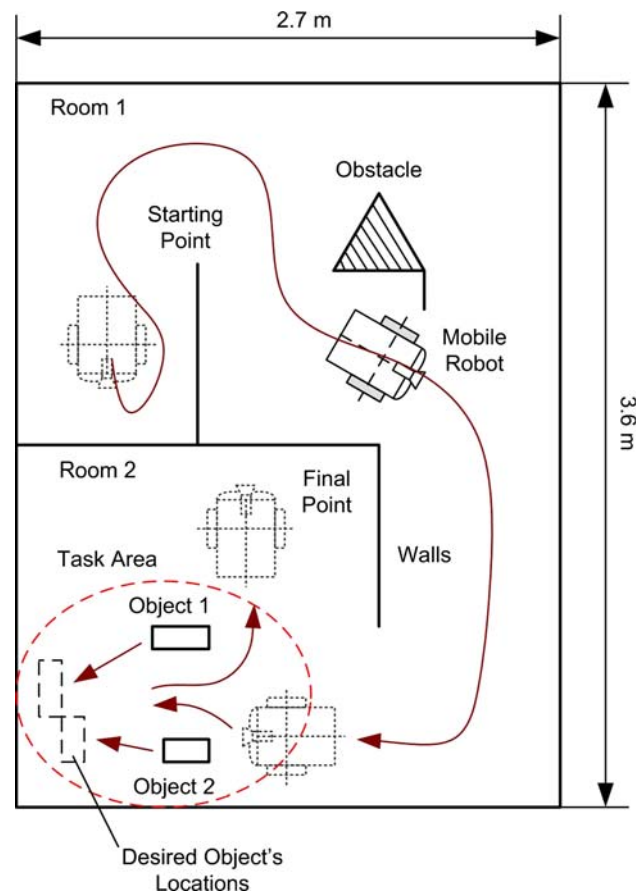 2.7 m
Room 1
Obstacle
Starting
Point
Mobile
Robot
3.6 m
Room 2
Final
Point
Walls
Task Area
Object 1
Object 2
Desired Object's
Locations